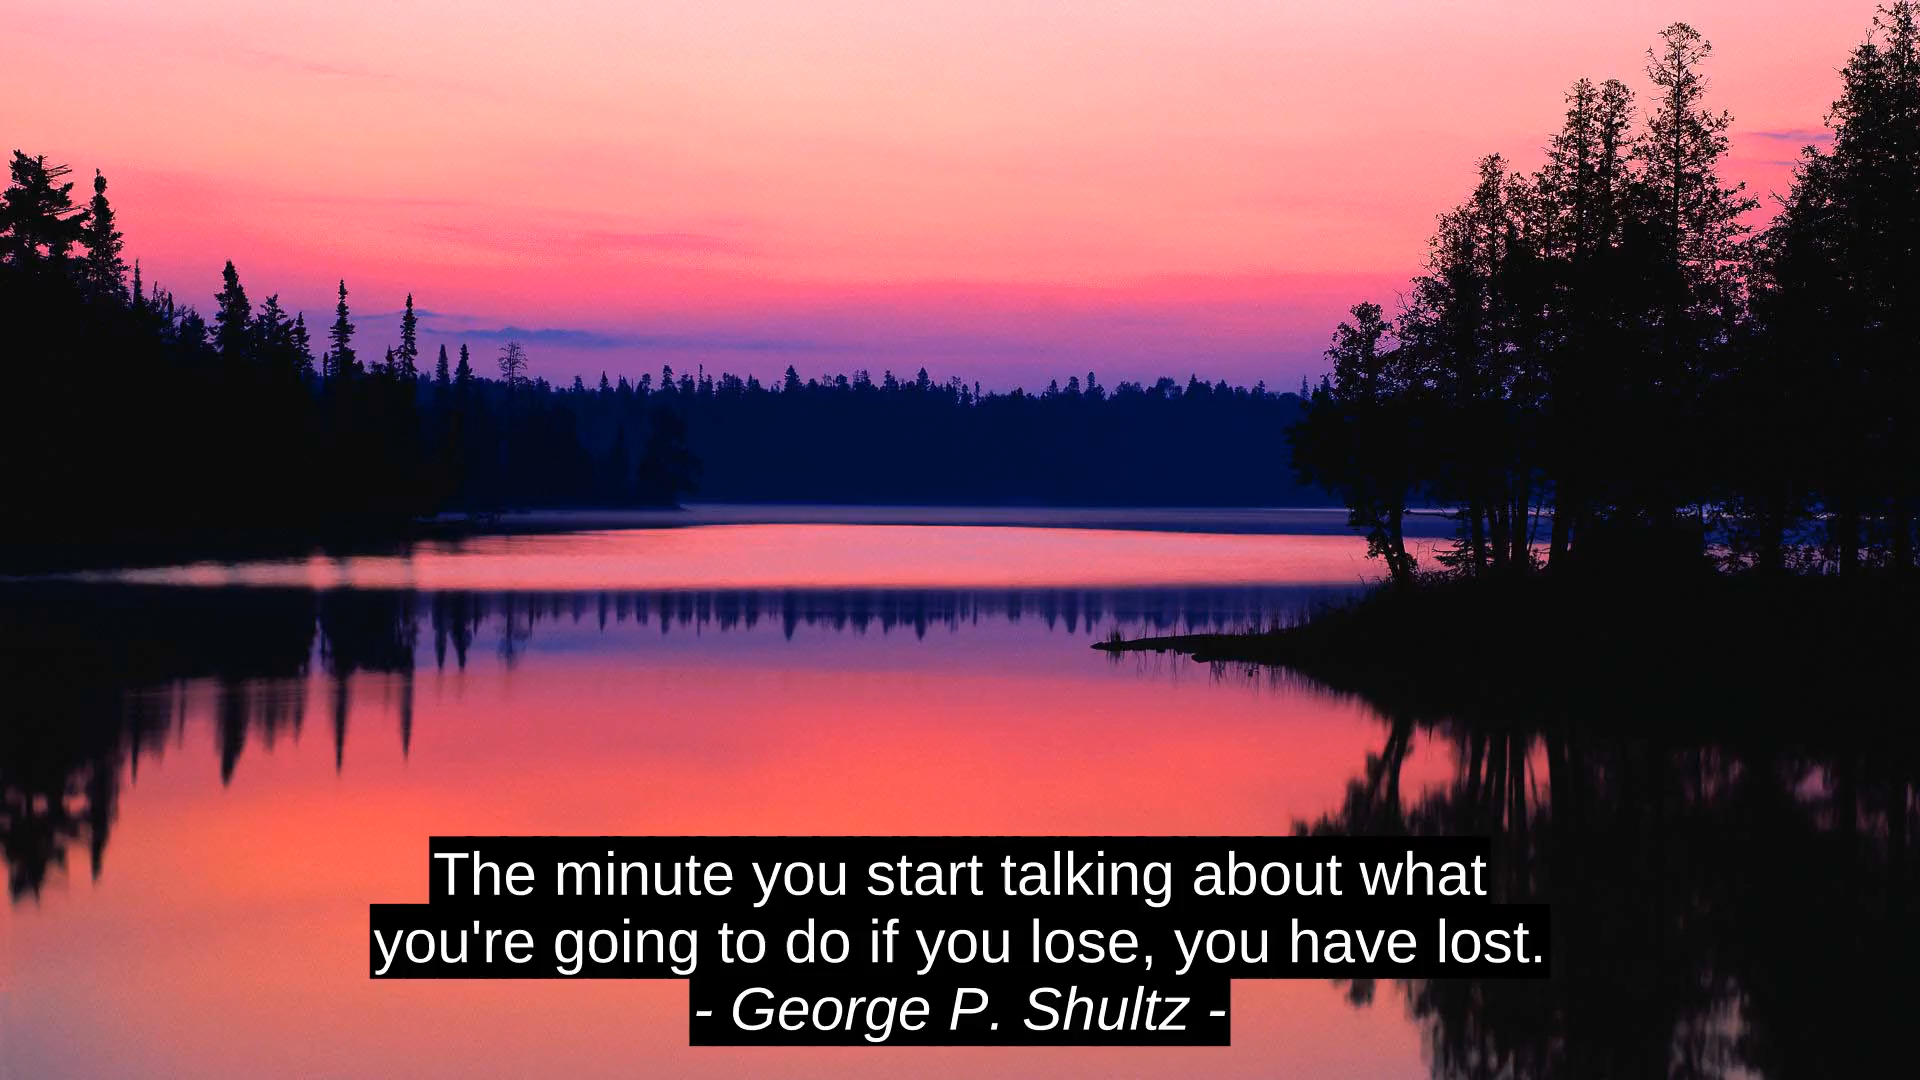 The minute you start talking about what
you're going to do if you lose, you have lost.
- George P. Shultz -